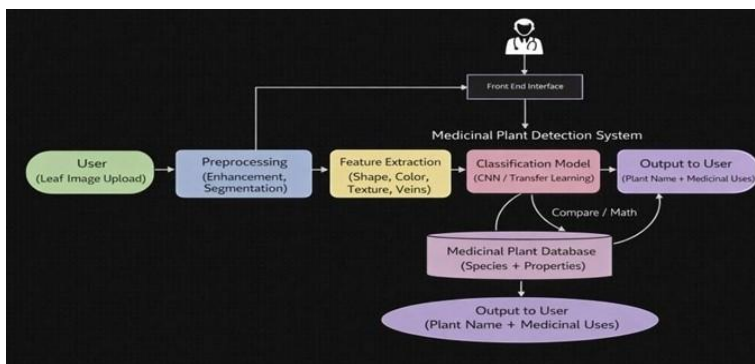 Front End Interface
Medicinal Plant Detection System
User
(Leaf Image Upload)
Preprocessing
(Enhancement,
Segmentation)
Feature Extraction
(Shape, Color,
Texture, Veins)
Classification Model
(CNN / Transfer Learning)
Output to User
(Plant Name + Medicinal Uses)
Compare / Math
Medicinal Plant Database
(Species + Properties)
Output to User
(Plant Name + Medicinal Uses)